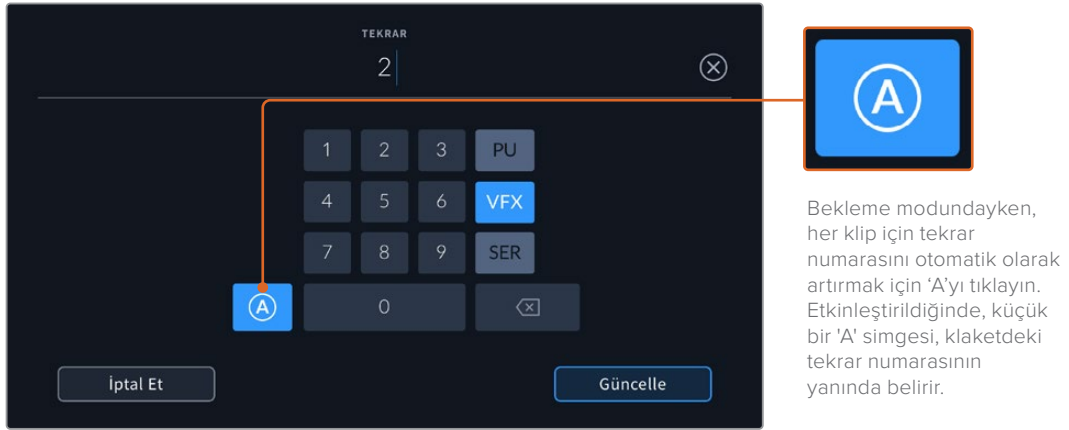 TEKRAR
2
1 2 3 PU
4 5 6 VFX
7 8 9 SER
A 0
İptal Et Güncelle
A
Bekleme modundayken,
her klip için tekrar
numarasını otomatik olarak
artırmak için ‘A’yı tıklayın.
Etkinleştirildiğinde, küçük
bir 'A' simgesi, klaketdeki
tekrar numarasının
yanında belirir.